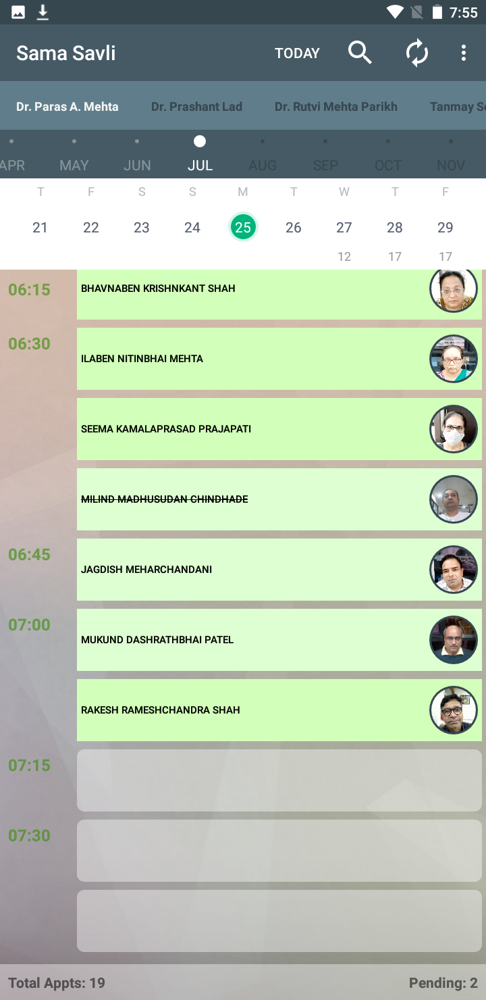 7:55
Sama Savli TODAY
Dr. Paras A. Mehta Dr. Prashant Lad Dr. Rutvi Mehta Parikh Tanmay
APR MAY JUN JUL AUG SEP OCT NOV
T F S S M T W T F
21 22 23 24 25 26 27 28 29
12 17 17
06:15 BHAVNABEN KRISHNKANT SHAH
06:30
ILABEN NITINBHAI MEHTA
SEEMA KAMALAPRASAD PRAJAPATI
MILIND MADHUSUDAN CHINDHADE
06:45
JAGDISH MEHARCHANDANI
07:00
MUKUND DASHRATHBHAI PATEL
RAKESH RAMESHCHANDRA SHAH
07:15
07:30
Total Appts: 19 Pending: 2